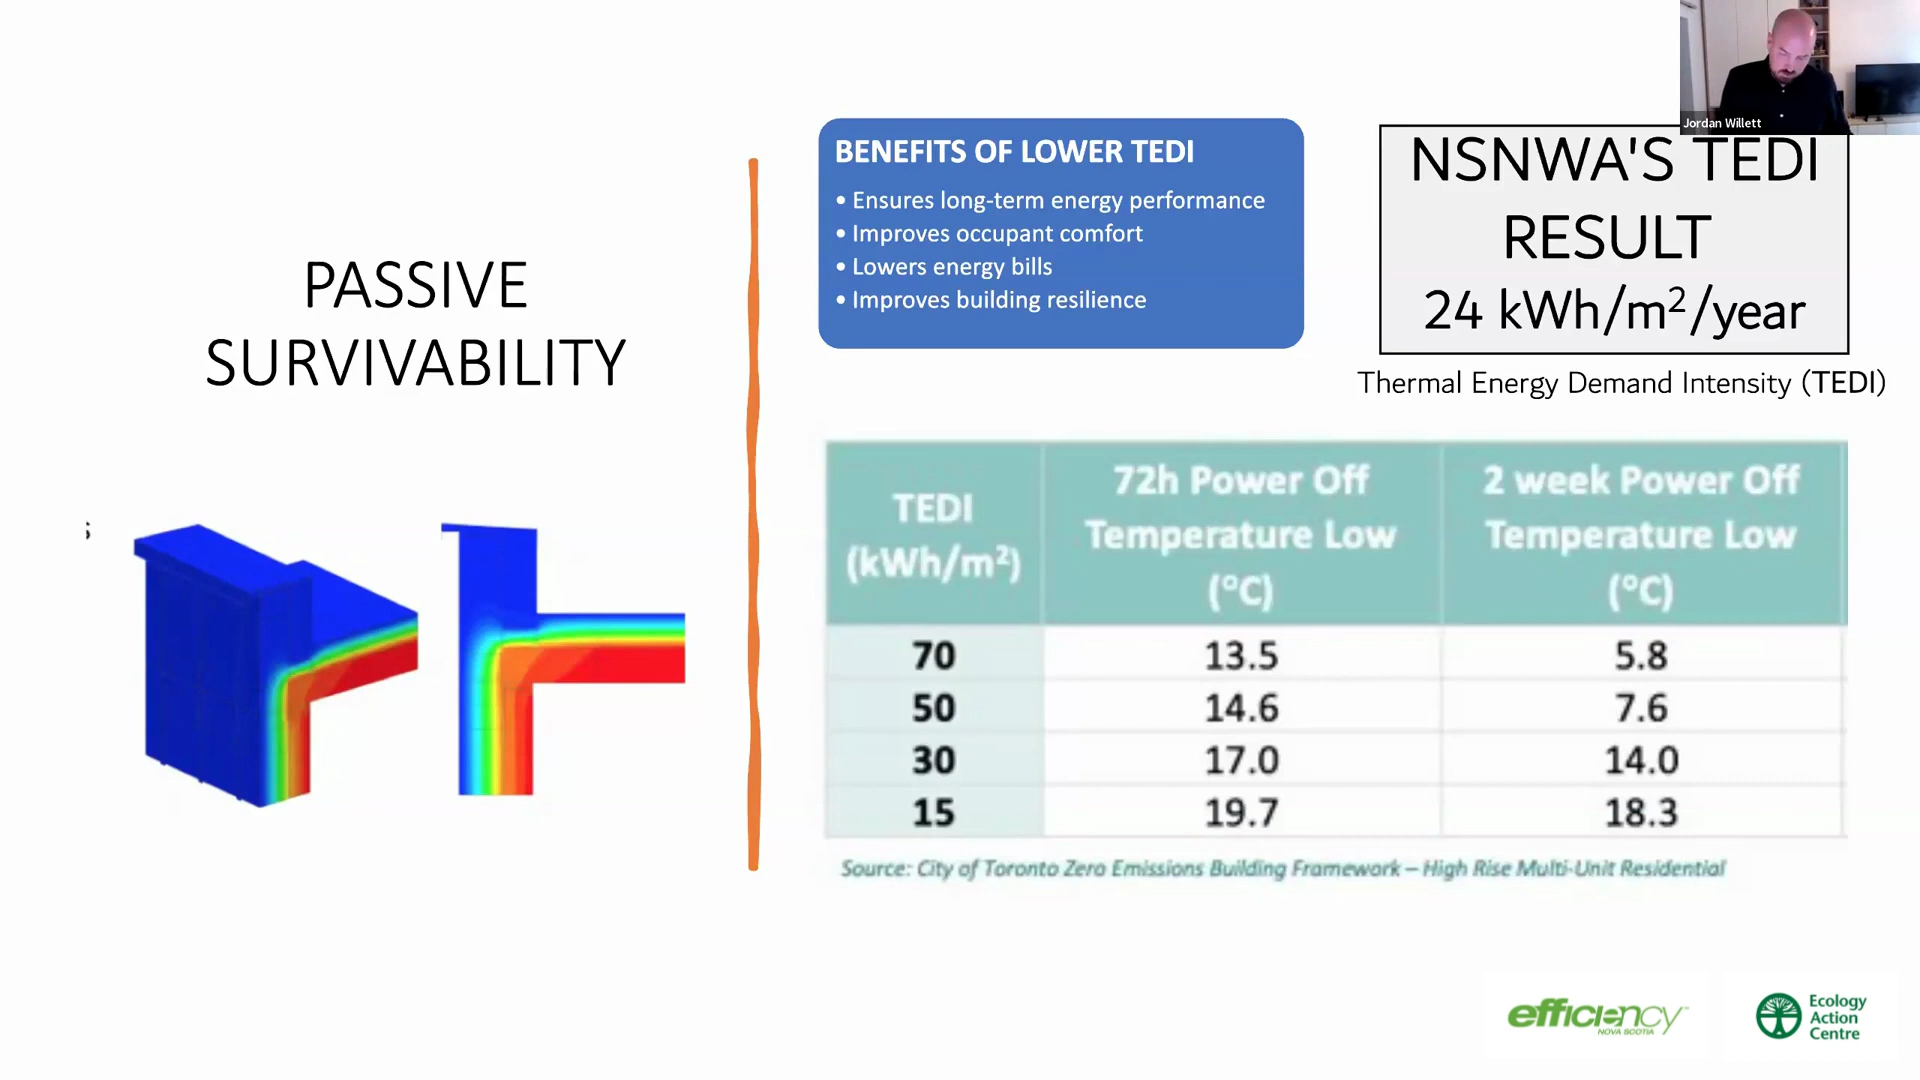 Jordan Willett
PASSIVE
SURVIVABILITY
s
BENEFITS OF LOWER TEDI
• Ensures long-term energy performance
• Improves occupant comfort
• Lowers energy bills
• Improves building resilience
NSNWA'S TEDI
RESULT
24 kWh/m²/year
Thermal Energy Demand Intensity (TEDI)
TEDI
(kWh/m²)
72h Power Off
Temperature Low
(°C)
2 week Power Off
Temperature Low
(°C)
70 13.5 5.8
50 14.6 7.6
30 17.0 14.0
15 19.7 18.3
Source: City of Toronto Zero Emissions Building Framework – High Rise Multi-Unit Residential
efficiency™
NOVA SCOTIA
Ecology
Action
Centre